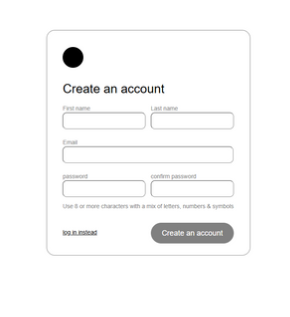 Create an account
First name Last name
Email
password confirm password
Use 8 or more characters with a mix of letters, numbers & symbols
log in instead Create an account